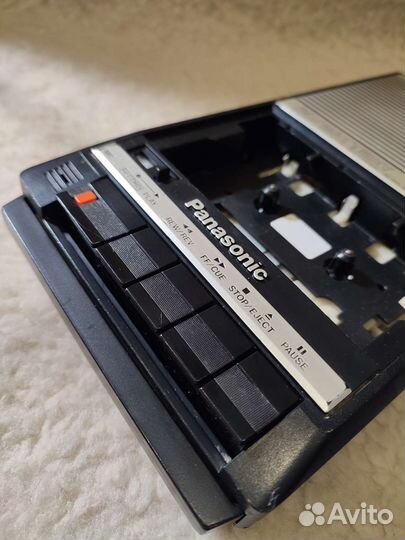 Panasonic
PLAY
REW/REV
FF/CUE
STOP/EJECT
PAUSE
Avito